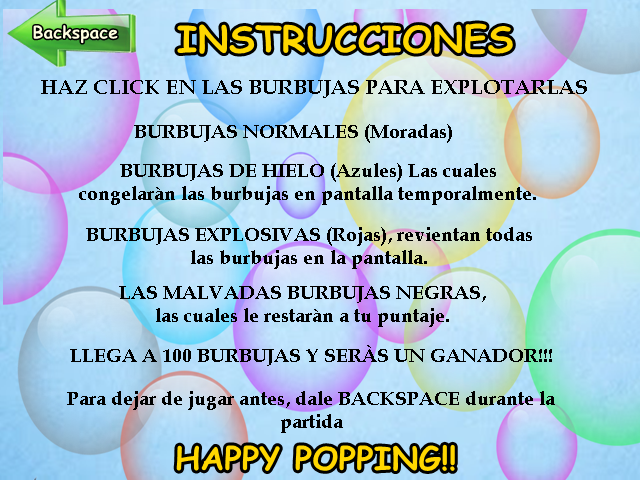 Backspace
INSTRUCCIONES
HAZ CLICK EN LAS BURBUJAS PARA EXPLOTARLAS
BURBUJAS NORMALES (Moradas)
BURBUJAS DE HIELO (Azules) Las cuales
congelaràn las burbujas en pantalla temporalmente.
BURBUJAS EXPLOSIVAS (Rojas), revientan todas
las burbujas en la pantalla.
LAS MALVADAS BURBUJAS NEGRAS,
las cuales le restaràn a tu puntaje.
LLEGA A 100 BURBUJAS Y SERÀS UN GANADOR!!!
Para dejar de jugar antes, dale BACKSPACE durante la
partida
HAPPY POPPING!!